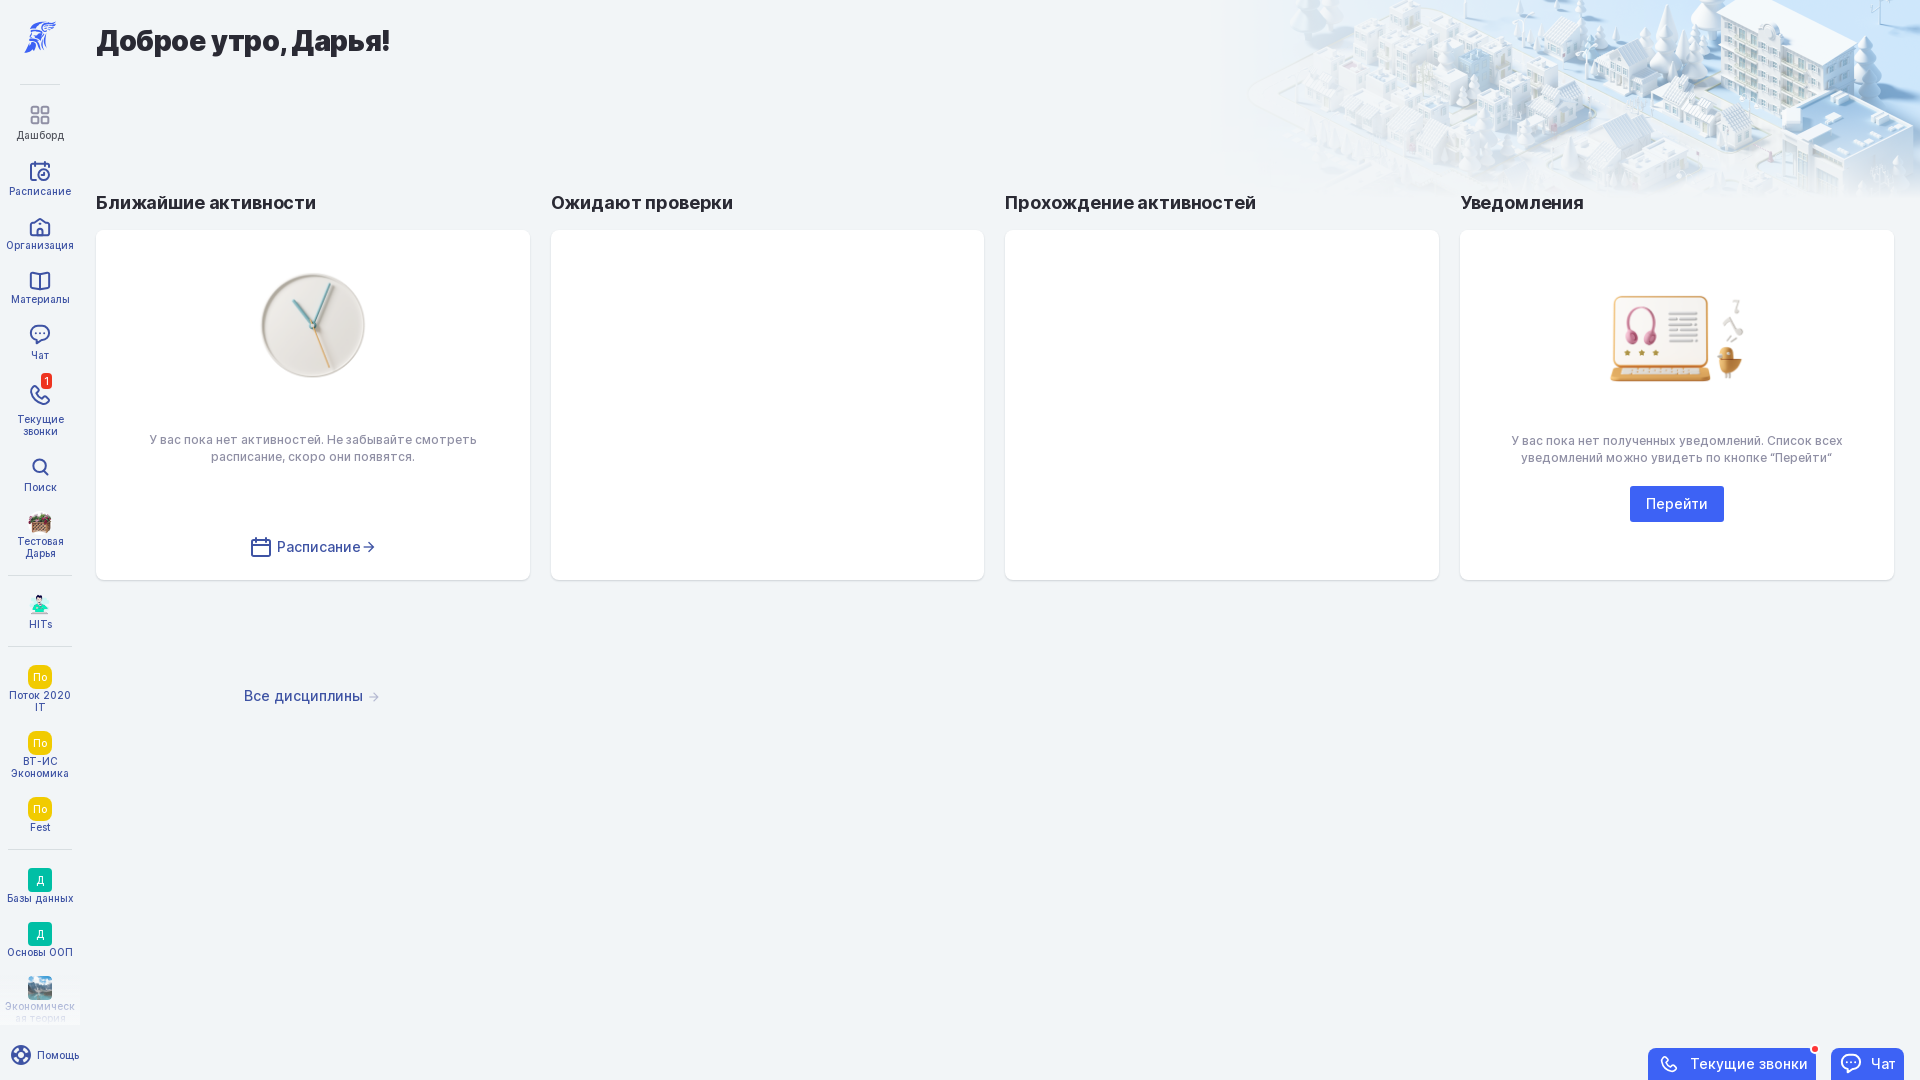 Доброе утро, Дарья!
Дашборд
Расписание
Организация
Материалы
Чат
1
Текущие
звонки
Поиск
Тестовая
Дарья
HITs
По
Поток 2020
IT
По
ВТ-ИС
Экономика
По
Fest
Д
Базы данных
Д
Основы ООП
Экономическ
ая теория
Помощь
Ближайшие активности
У вас пока нет активностей. Не забывайте смотреть
расписание, скоро они появятся.
Расписание
Ожидают проверки
Прохождение активностей
Уведомления
У вас пока нет полученных уведомлений. Список всех
уведомлений можно увидеть по кнопке “Перейти“
Перейти
Все дисциплины
Текущие звонки
Чат